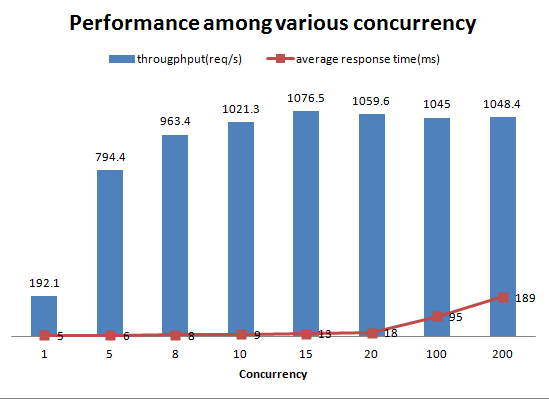 Performance among various concurrency
througphput(req/s) average response time(ms)
192.1 794.4 963.4 1021.3 1076.5 1059.6 1045 1048.4
5 6 8 9 13 18 95 189
1 5 8 10 15 20 100 200
Concurrency